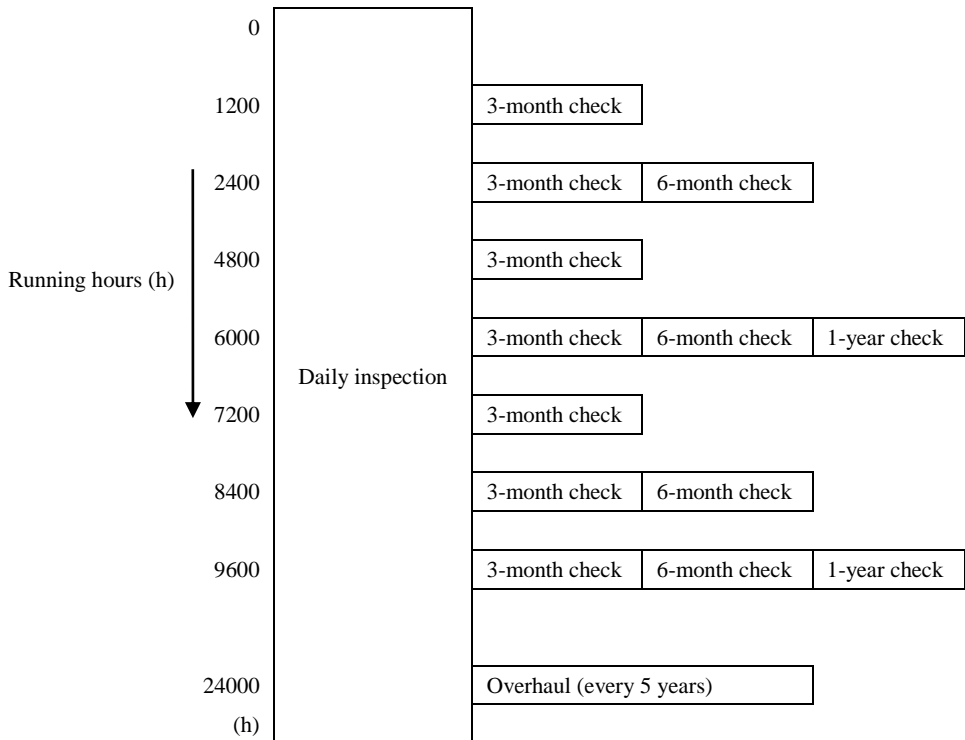 0
1200
3-month check
2400
3-month check 6-month check
4800
3-month check
Running hours (h)
6000
3-month check 6-month check 1-year check
Daily inspection
7200
3-month check
8400
3-month check 6-month check
9600
3-month check 6-month check 1-year check
24000
Overhaul (every 5 years)
(h)